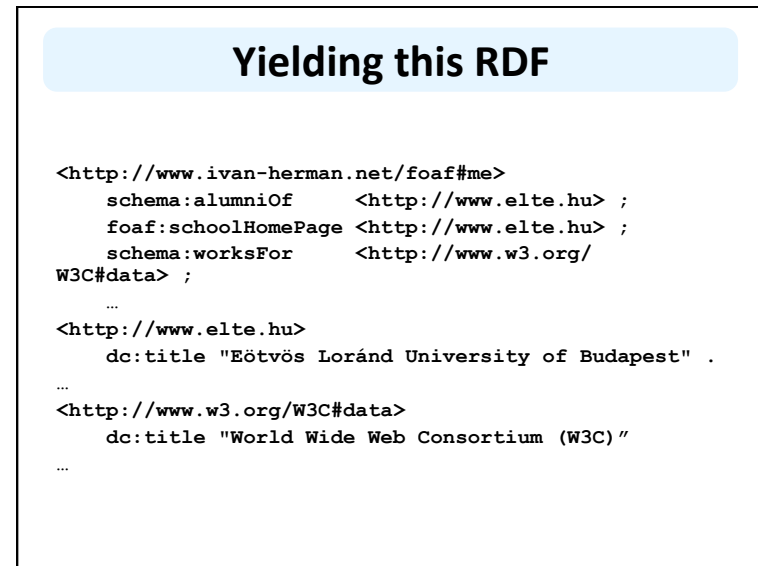 Yielding this RDF
<http://www.ivan-herman.net/foaf#me>
    schema:alumniOf     <http://www.elte.hu> ;
    foaf:schoolHomePage <http://www.elte.hu> ;
    schema:worksFor     <http://www.w3.org/
W3C#data> ;
    …
<http://www.elte.hu>
    dc:title "Eötvös Loránd University of Budapest" .
…
<http://www.w3.org/W3C#data>
    dc:title "World Wide Web Consortium (W3C)”
…